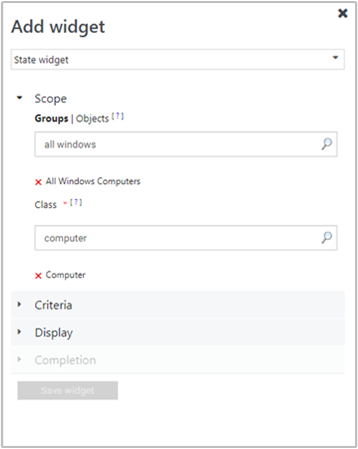 Add widget
State widget
Scope
Groups | Objects [?]
all windows
All Windows Computers
Class * [?]
computer
Computer
Criteria
Display
Completion
Save widget